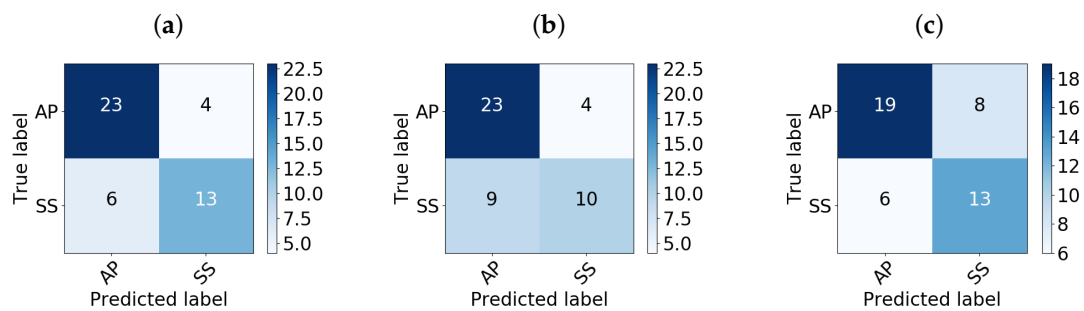 (a)
True label
AP
SS
23
4
6
13
AP
SS
Predicted label
22.5
20.0
17.5
15.0
12.5
10.0
7.5
5.0
(b)
True label
AP
SS
23
4
9
10
AP
SS
Predicted label
22.5
20.0
17.5
15.0
12.5
10.0
7.5
5.0
(c)
True label
AP
SS
19
8
6
13
AP
SS
Predicted label
18
16
14
12
10
8
6